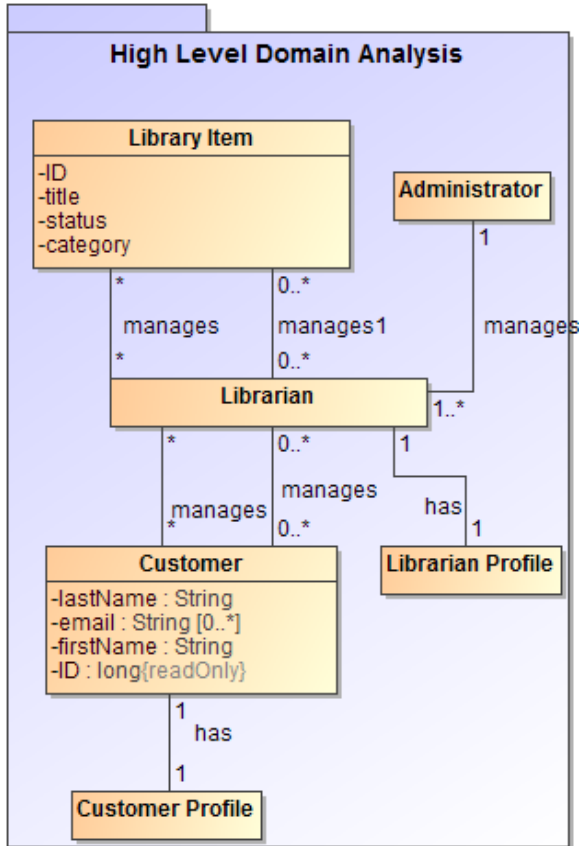 High Level Domain Analysis
Library Item
-ID
-title
-status
-category
Administrator
1
manages
1..*
*
manages
*
0..*
manages1
0..*
Librarian
*
manages
*
0..*
manages
0..*
1
has
1
Librarian Profile
Customer
-lastName : String
-email : String [0..*]
-firstName : String
-ID : long{readOnly}
1
has
1
Customer Profile